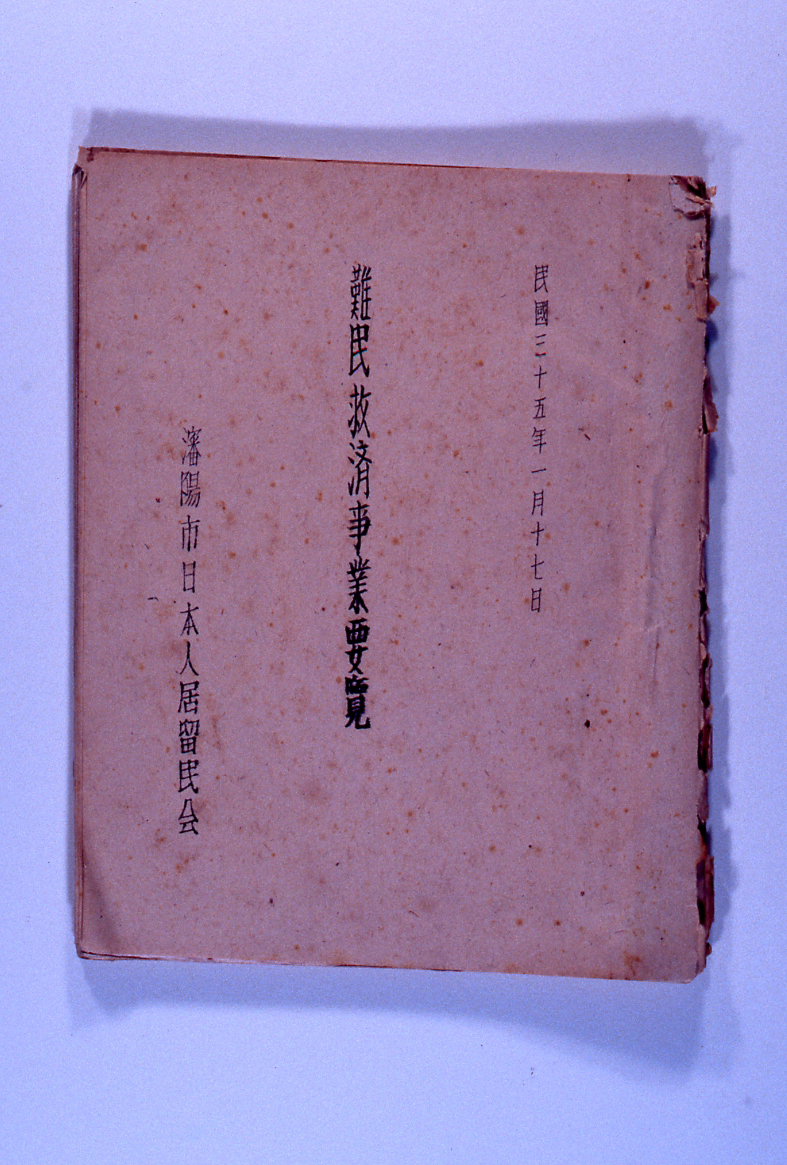 民國三十五年一月十七日
難民救済事業要覧
瀋陽市日本人居留民会